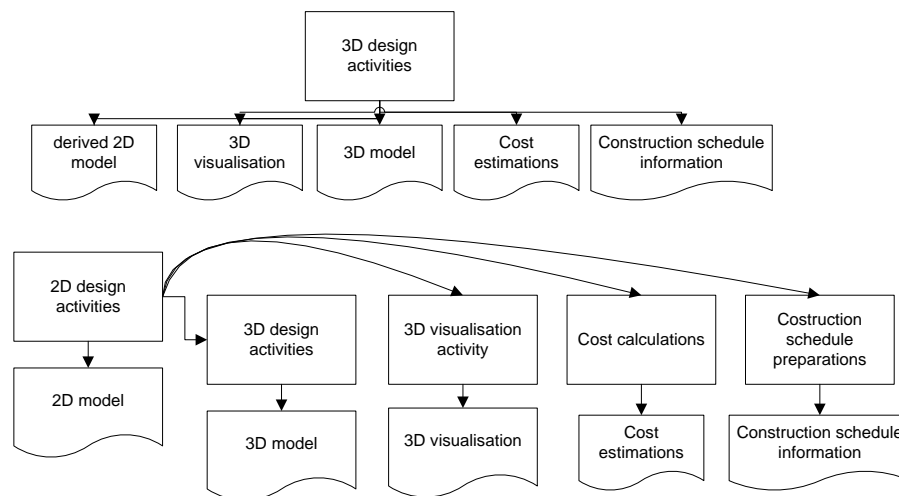 3D design
activities
derived 2D
model
3D
visualisation
3D model
Cost
estimations
Construction schedule
information
2D design
activities
3D design
activities
3D visualisation
activity
Cost calculations
Costruction
schedule
preparations
2D model
3D model
3D visualisation
Cost
estimations
Construction schedule
information